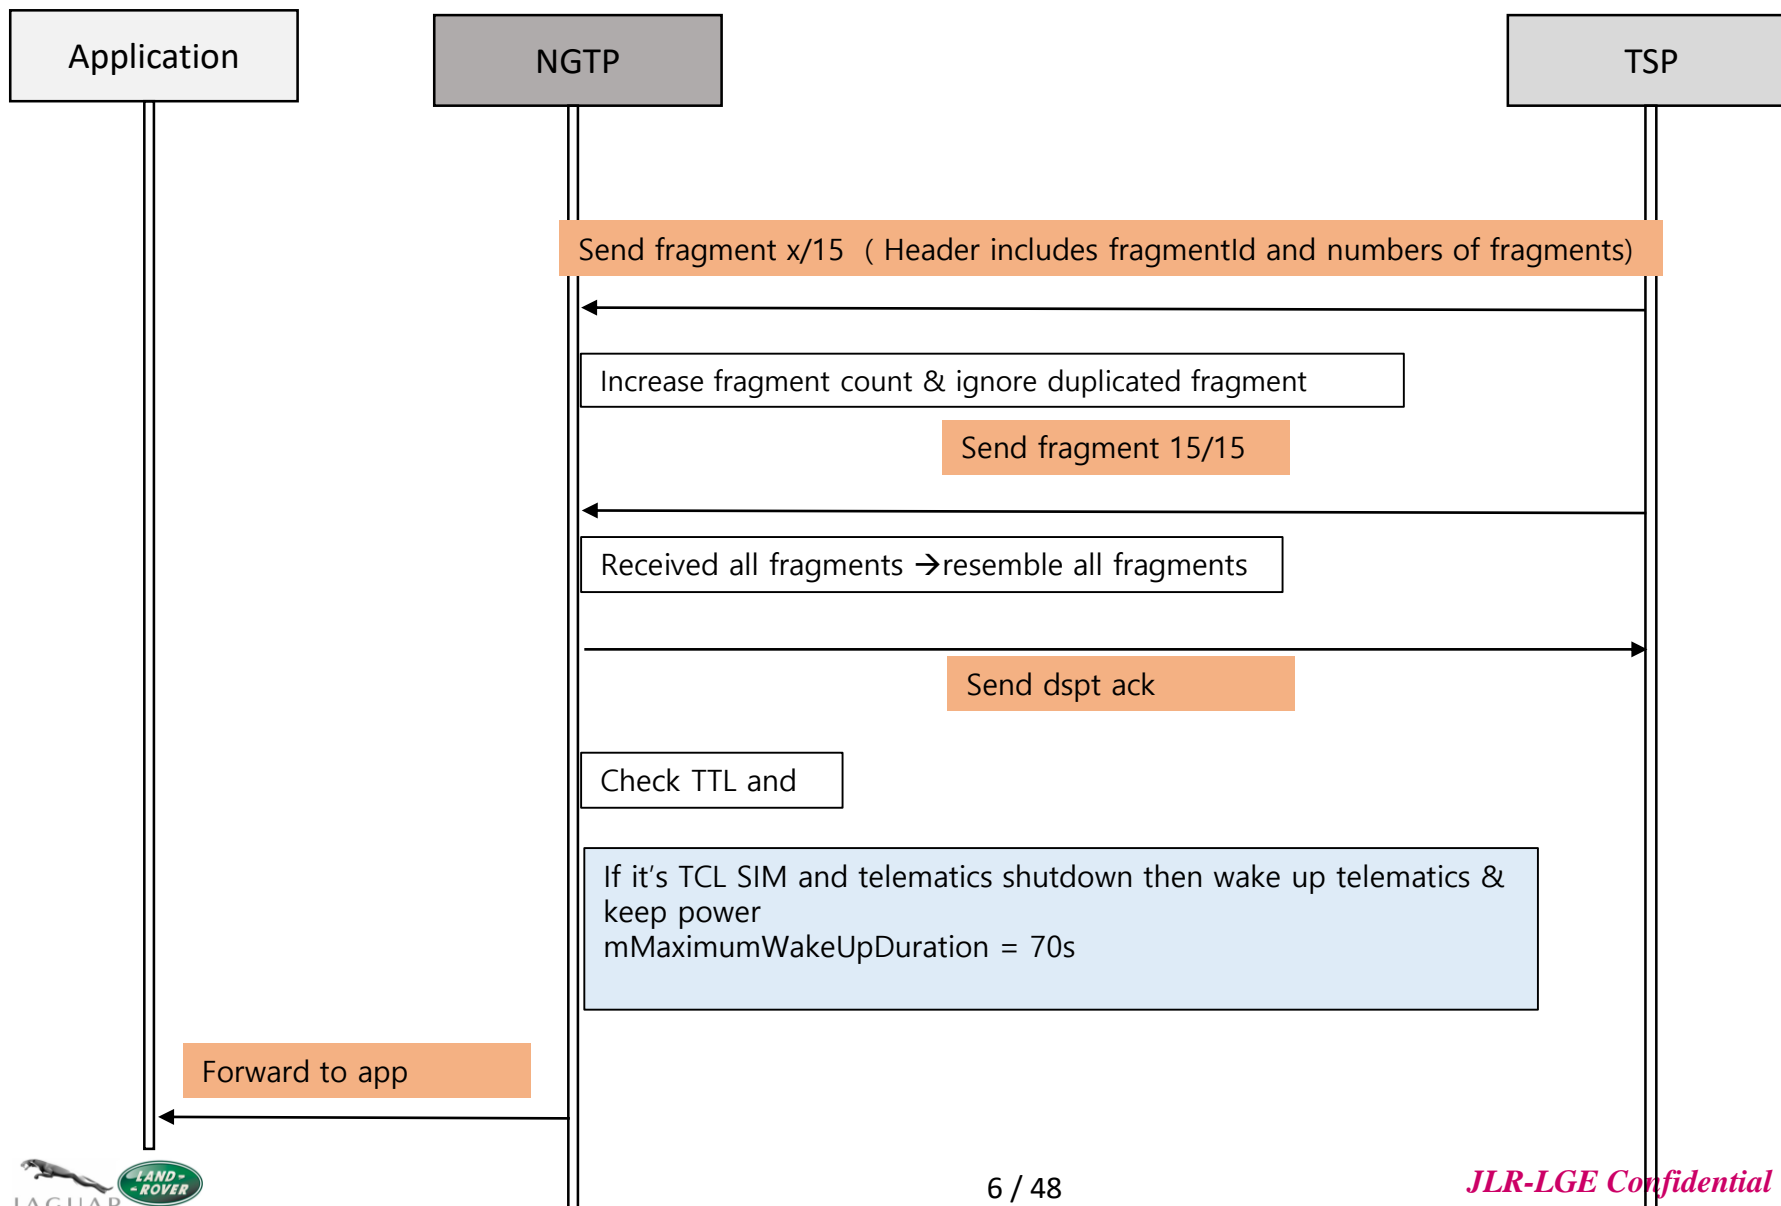 Application
NGTP
TSP
Send fragment x/15 ( Header includes fragmentId and numbers of fragments)
Increase fragment count & ignore duplicated fragment
Send fragment 15/15
Received all fragments →resemble all fragments
Send dspt ack
Check TTL and
If it’s TCL SIM and telematics shutdown then wake up telematics &
keep power
mMaximumWakeUpDuration = 70s
Forward to app
LAND-
-ROVER
JAGUAR
6 / 48
JLR-LGE Confidential